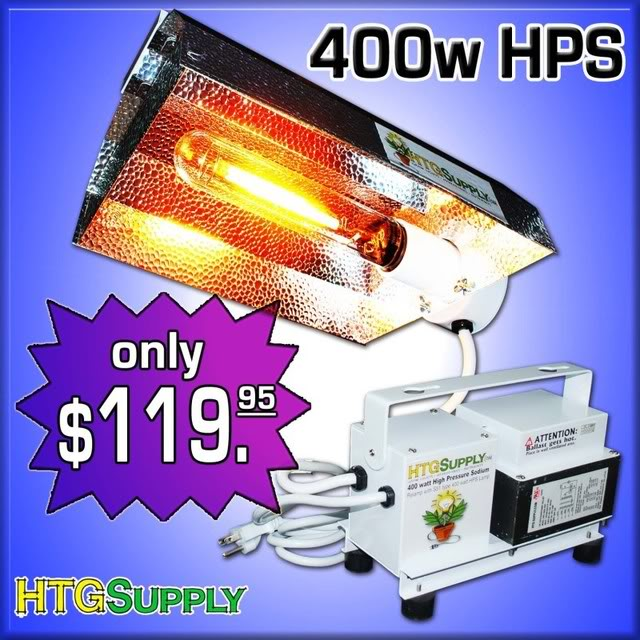 400w HPS
HTGSUPPLY
only
$119.95
ATTENTION:
Ballast gets hot.
HTGSUPPLY
400 watt High Pressure Sodium
HTGSUPPLY